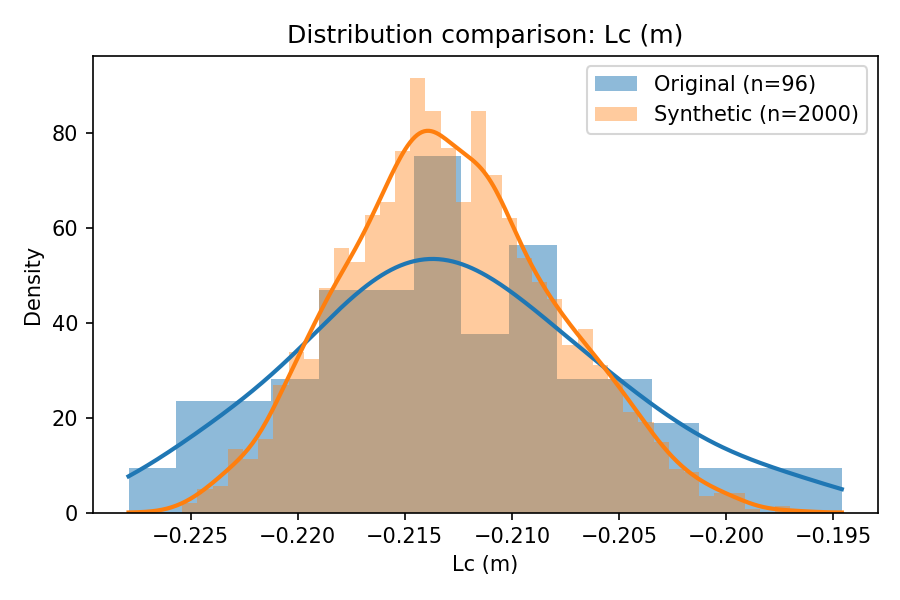 Distribution comparison: Lc (m)
Original (n=96)
Synthetic (n=2000)
80
60
40
20
0
Density
−0.225 −0.220 −0.215 −0.210 −0.205 −0.200 −0.195
Lc (m)